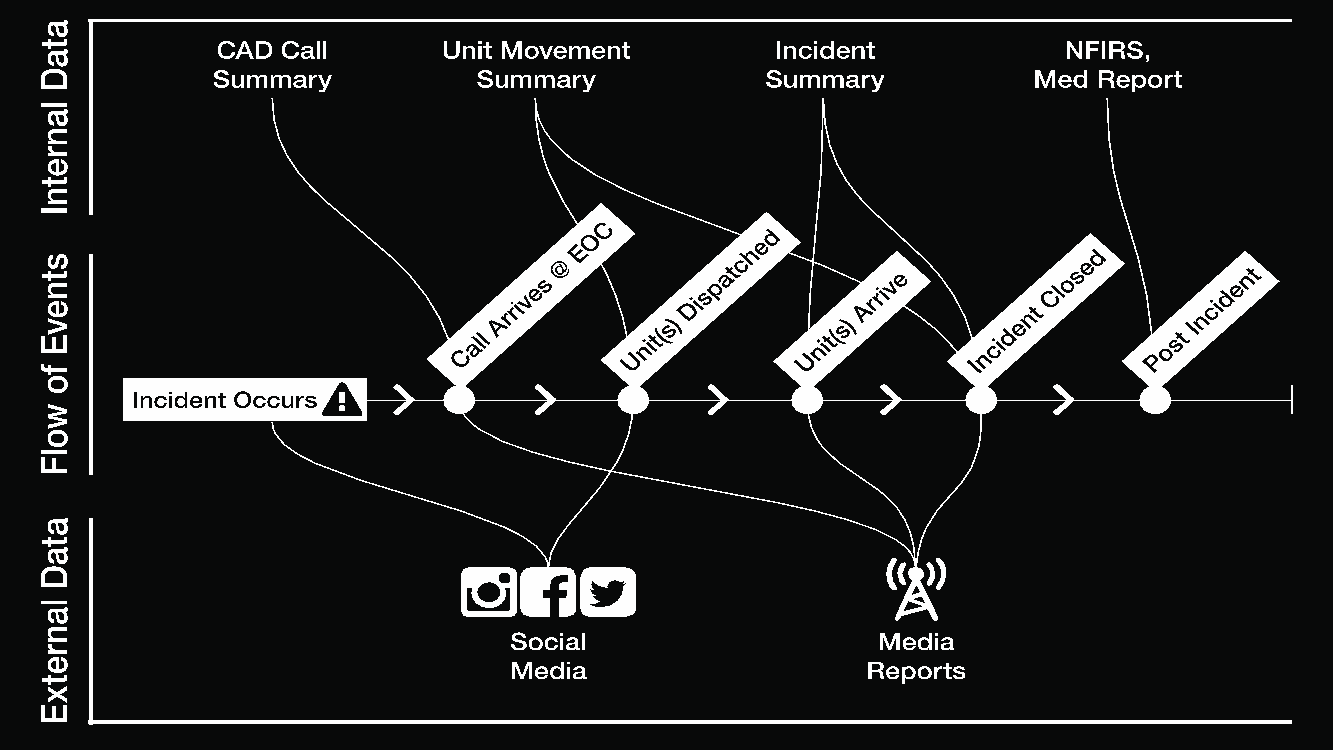 Internal Data
CAD Call
Summary
Unit Movement
Summary
Incident
Summary
NFIRS,
Med Report
Flow of Events
Incident Occurs
Call Arrives @ EOC
Unit(s) Dispatched
Unit(s) Arrive
Incident Closed
Post Incident
External Data
Social
Media
Media
Reports